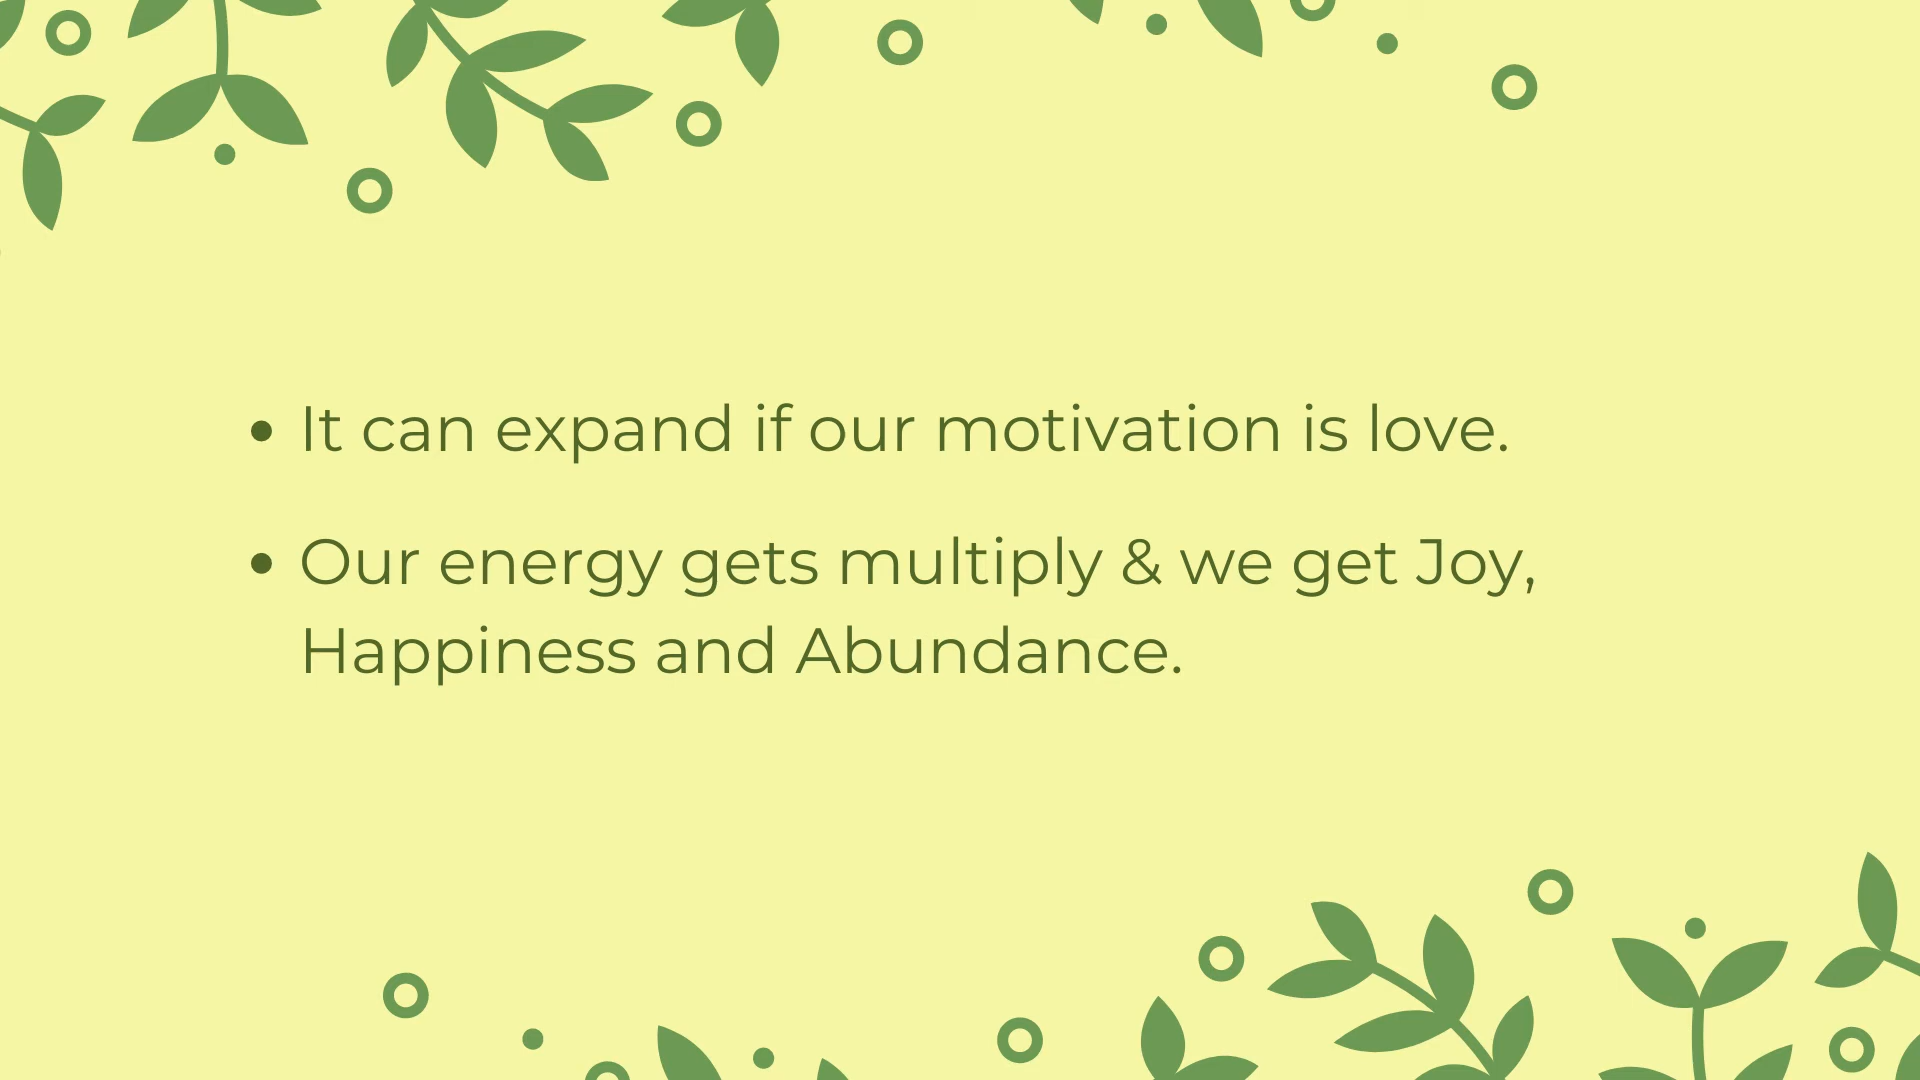 • It can expand if our motivation is love.
• Our energy gets multiply & we get Joy,
Happiness and Abundance.